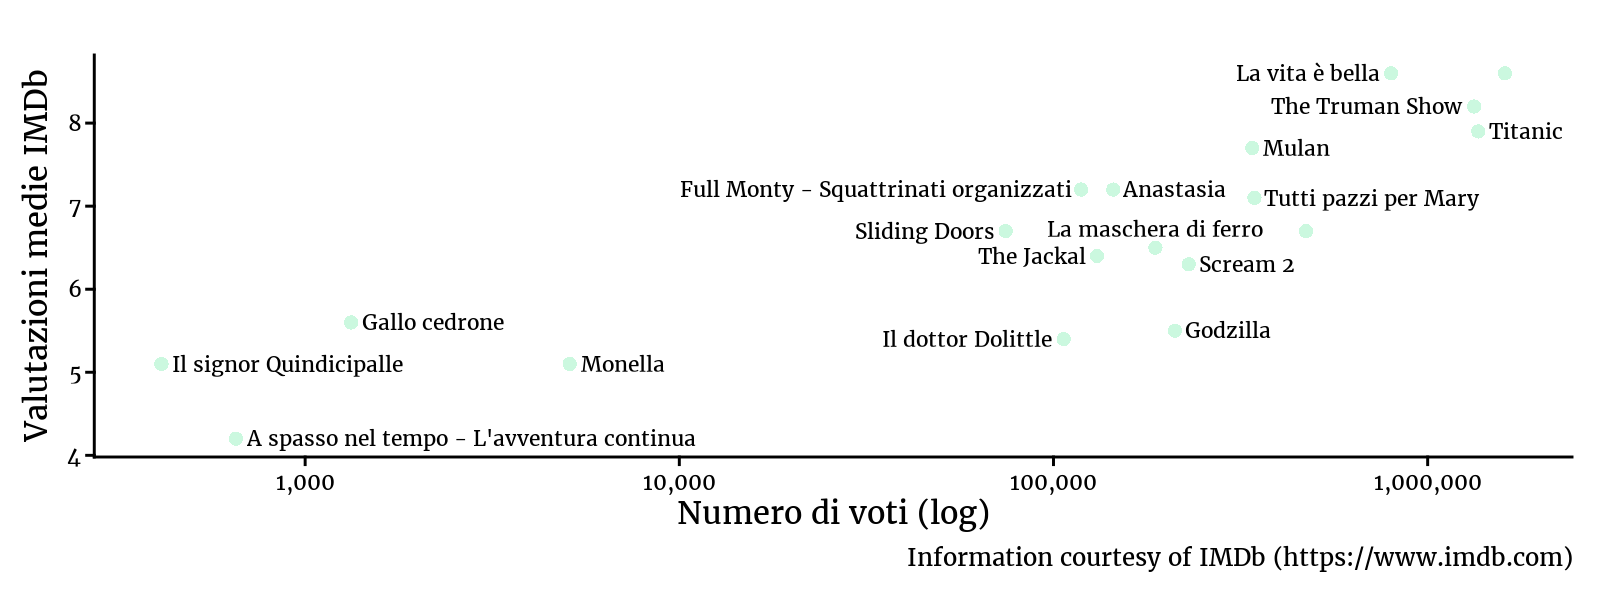 Valutazioni medie IMDb
8
7
6
5
4
La vita è bella
The Truman Show
Titanic
Mulan
Full Monty - Squattrinati organizzati
Anastasia
Tutti pazzi per Mary
Sliding Doors
La maschera di ferro
The Jackal
Scream 2
Gallo cedrone
Godzilla
Il dottor Dolittle
Il signor Quindicipalle
Monella
A spasso nel tempo - L'avventura continua
1,000
10,000
100,000
1,000,000
Numero di voti (log)
Information courtesy of IMDb (https://www.imdb.com)